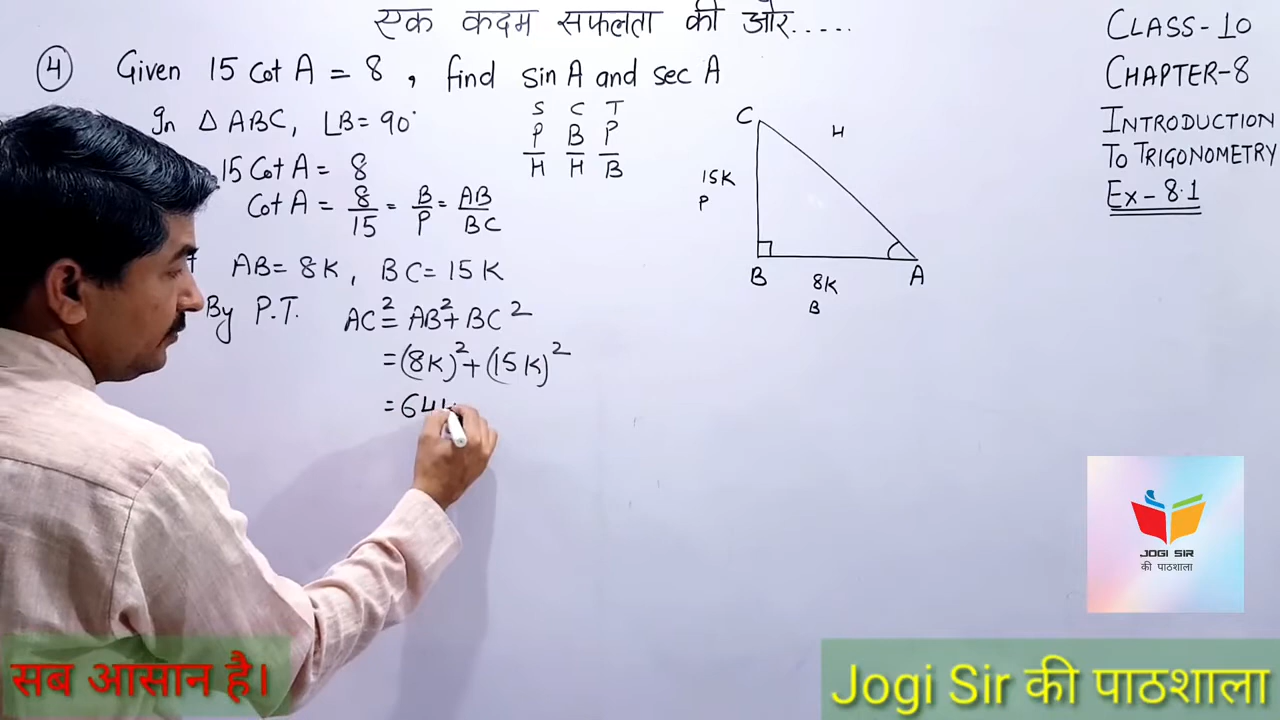 एक कदम सफलता की और.....
④ Given 15 Cot A = 8 , find sin A and sec A
In △ ABC, ∠B = 90°
15 Cot A = 8
Cot A = 8/15 = B/P = AB/BC
AB = 8K , BC = 15K
By P.T. AC² = AB² + BC²
= (8K)² + (15K)²
= 64
S C T
P B P
H H B
C
H
15K
P
B
8K
B
A
CLASS-10
CHAPTER-8
INTRODUCTION
TO TRIGONOMETRY
Ex - 8.1
JOGI SIR
की पाठशाला
सब आसान है।
Jogi Sir की पाठशाला